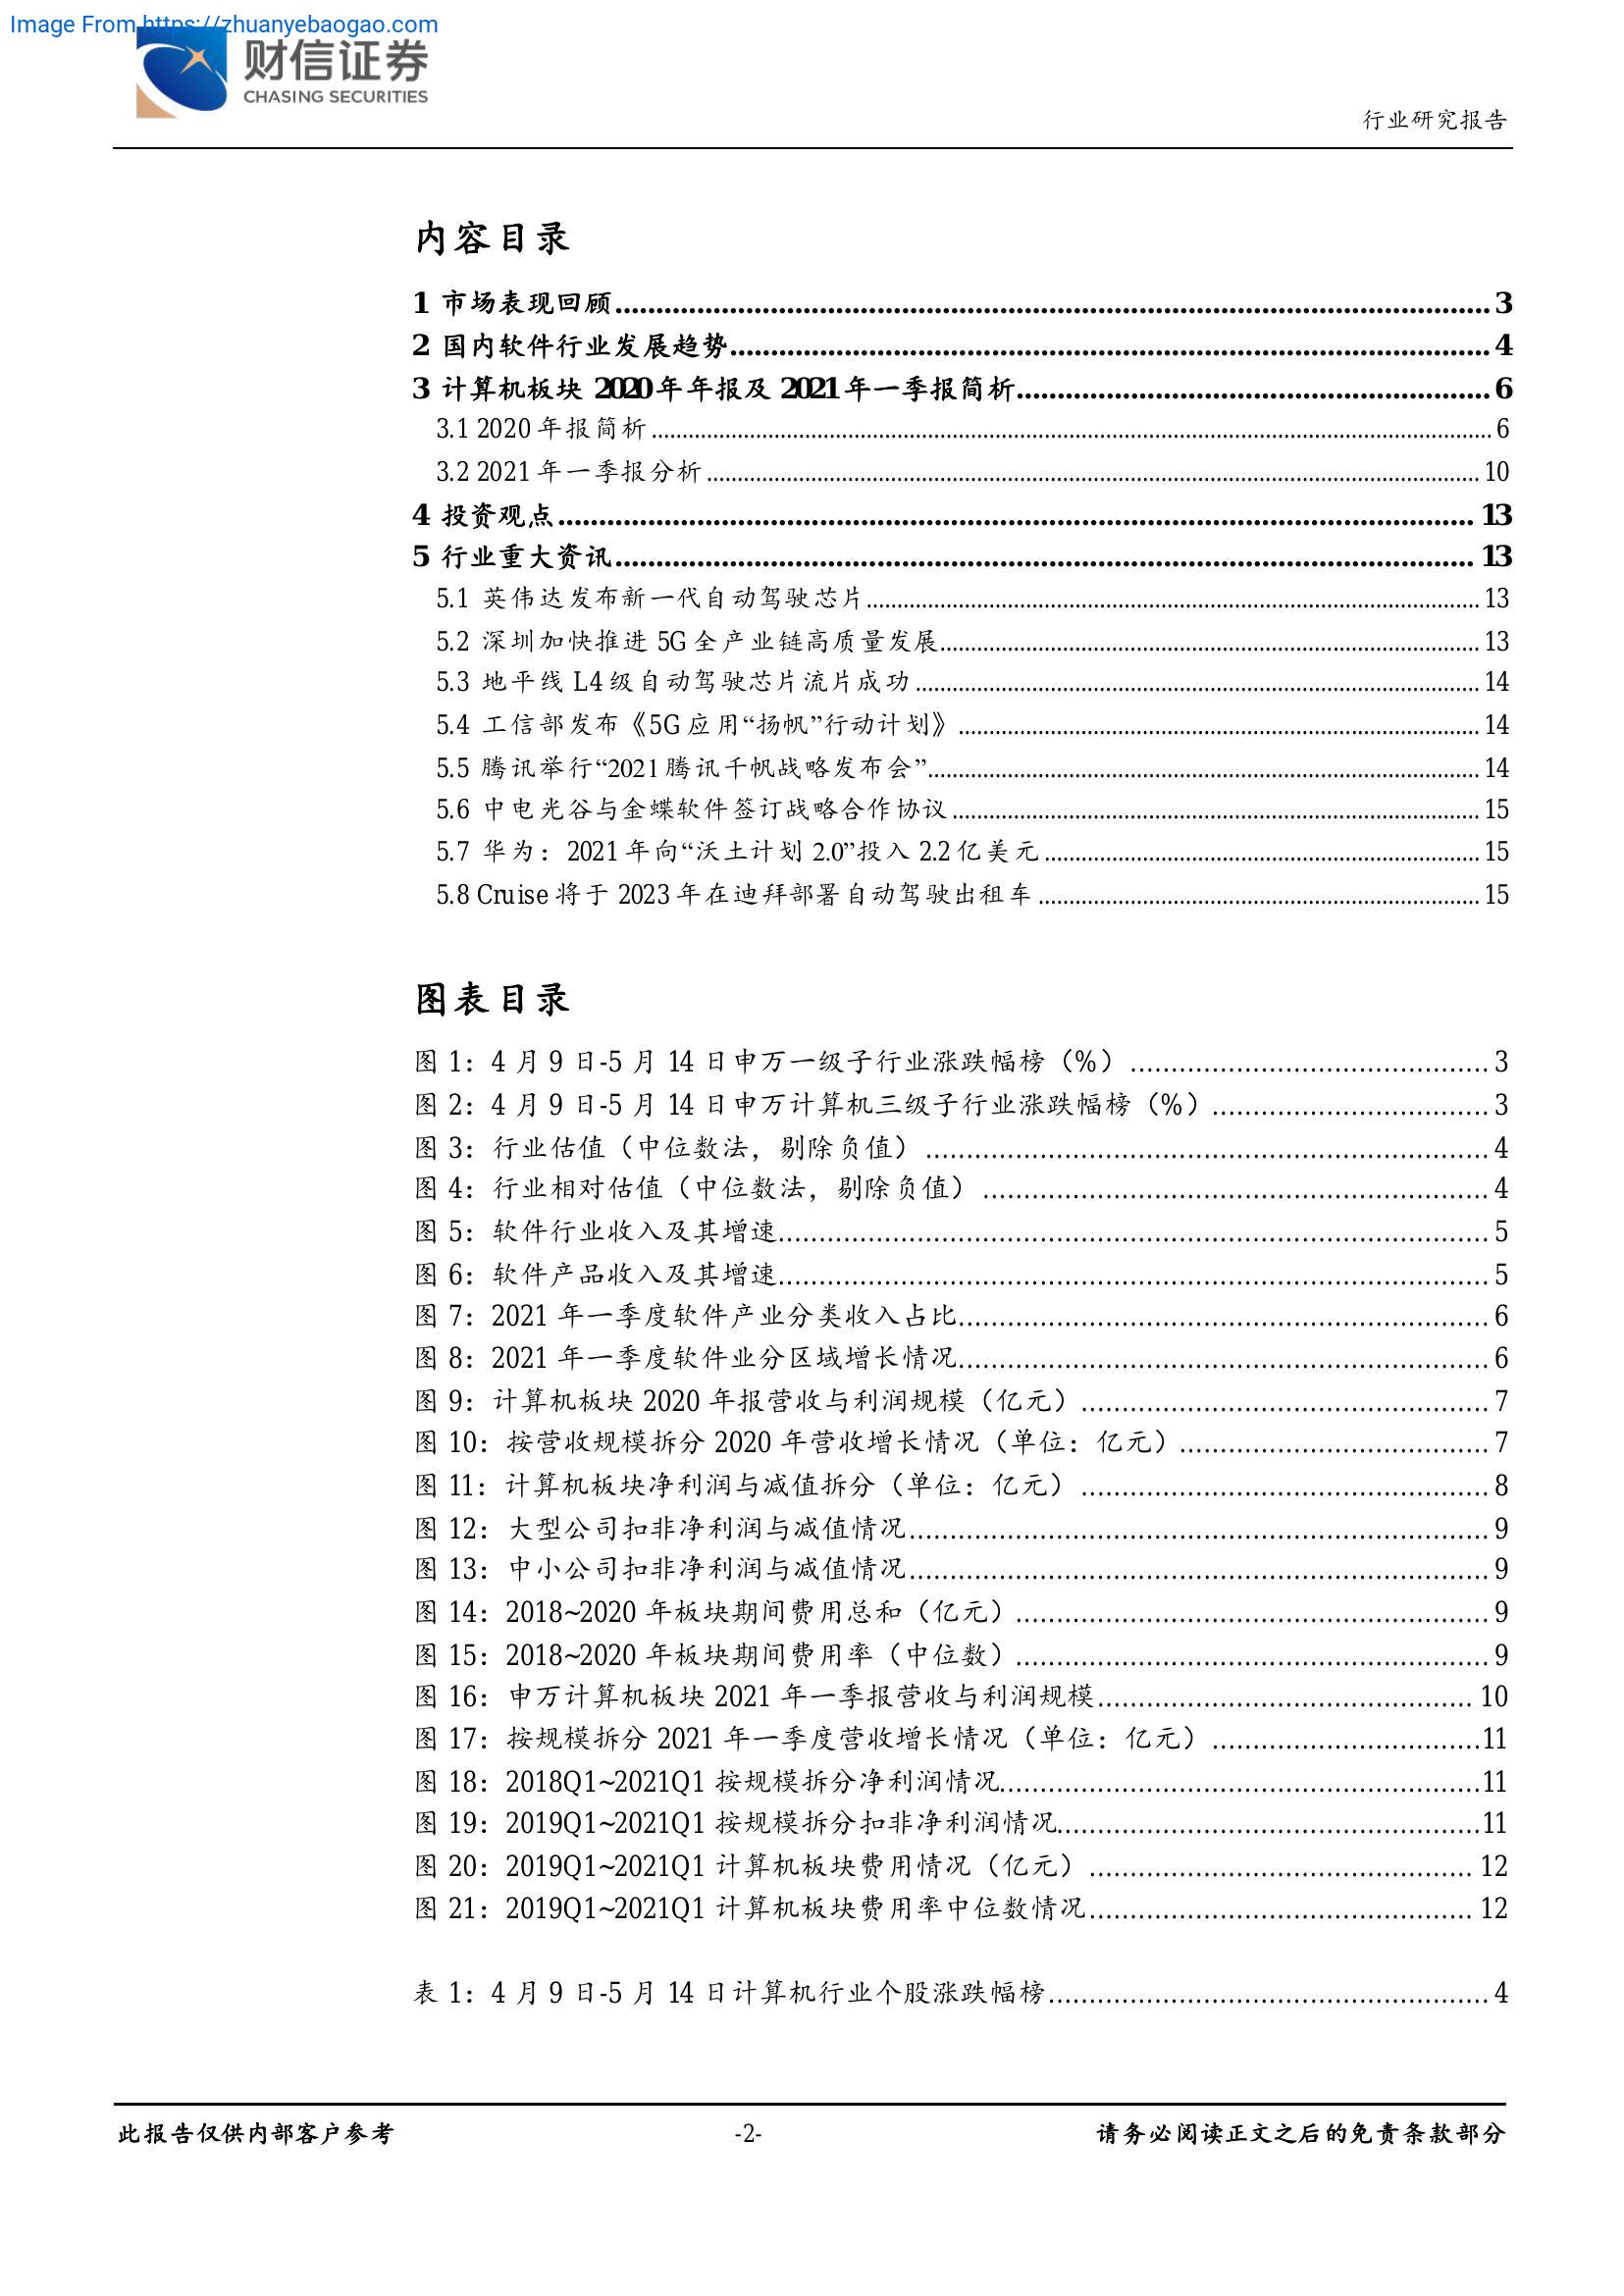 Image From https://zhuanyebaogao.com
财信证券
CHASING SECURITIES
行业研究报告
内容目录
1 市场表现回顾........................3
2 国内软件行业发展趋势........................4
3 计算机板块 2020 年年报及 2021 年一季报简析........................6
3.1 2020 年报简析........................6
3.2 2021 年一季报分析........................10
4 投资观点........................13
5 行业重大资讯........................13
5.1 英伟达发布新一代自动驾驶芯片........................13
5.2 深圳加快推进 5G 全产业链高质量发展........................13
5.3 地平线 L4 级自动驾驶芯片流片成功........................14
5.4 工信部发布《5G 应用“扬帆”行动计划》........................14
5.5 腾讯举行“2021 腾讯千帆战略发布会”........................14
5.6 中电光谷与金蝶软件签订战略合作协议........................15
5.7 华为：2021 年向“沃土计划 2.0”投入 2.2 亿美元........................15
5.8 Cruise 将于 2023 年在迪拜部署自动驾驶出租车........................15
图表目录
图 1：4 月 9 日-5 月 14 日申万一级子行业涨跌幅榜（%）........................3
图 2：4 月 9 日-5 月 14 日申万计算机三级子行业涨跌幅榜（%）........................3
图 3：行业估值（中位数法，剔除负值）........................4
图 4：行业相对估值（中位数法，剔除负值）........................4
图 5：软件行业收入及其增速........................5
图 6：软件产品收入及其增速........................5
图 7：2021 年一季度软件产业分类收入占比........................6
图 8：2021 年一季度软件业分区域增长情况........................6
图 9：计算机板块 2020 年报营收与利润规模（亿元）........................7
图 10：按营收规模拆分 2020 年营收增长情况（单位：亿元）........................7
图 11：计算机板块净利润与减值拆分（单位：亿元）........................8
图 12：大型公司扣非净利润与减值情况........................9
图 13：中小公司扣非净利润与减值情况........................9
图 14：2018~2020 年板块期间费用总和（亿元）........................9
图 15：2018~2020 年板块期间费用率（中位数）........................9
图 16：申万计算机板块 2021 年一季报营收与利润规模........................10
图 17：按规模拆分 2021 年一季度营收增长情况（单位：亿元）........................11
图 18：2018Q1~2021Q1 按规模拆分净利润情况........................11
图 19：2019Q1~2021Q1 按规模拆分扣非净利润情况........................11
图 20：2019Q1~2021Q1 计算机板块费用情况（亿元）........................12
图 21：2019Q1~2021Q1 计算机板块费用率中位数情况........................12
表 1：4 月 9 日-5 月 14 日计算机行业个股涨跌幅榜........................4
此报告仅供内部客户参考 -2- 请务必阅读正文之后的免责条款部分